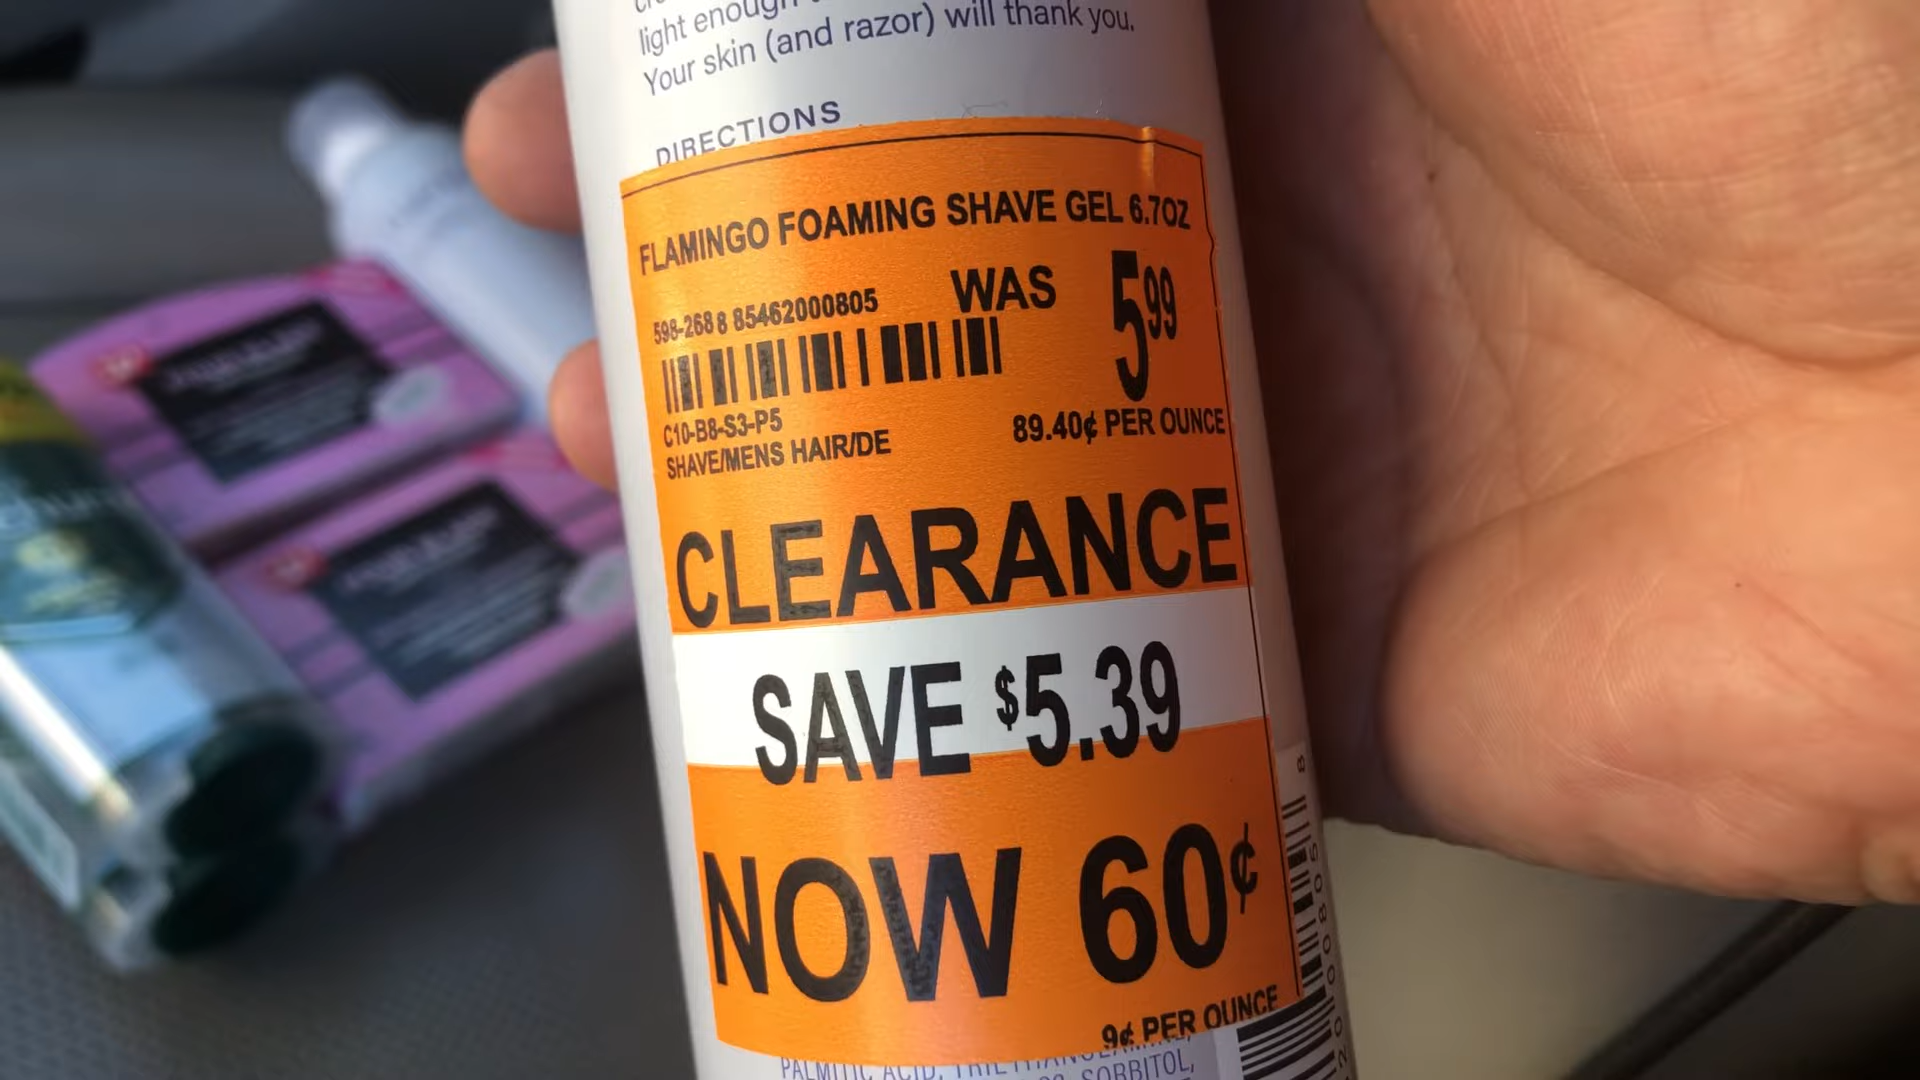 light enough
Your skin (and razor) will thank you.
DIRECTIONS
FLAMINGO FOAMING SHAVE GEL 6.7OZ
598-268 8 85462000805
WAS 5 99
C10-B8-S3-P5
SHAVE/MENS HAIR/DE
89.40¢ PER OUNCE
CLEARANCE
SAVE $5.39
NOW 60¢
9¢ PER OUNCE
PALMITIC ACID,
SORBITOL,